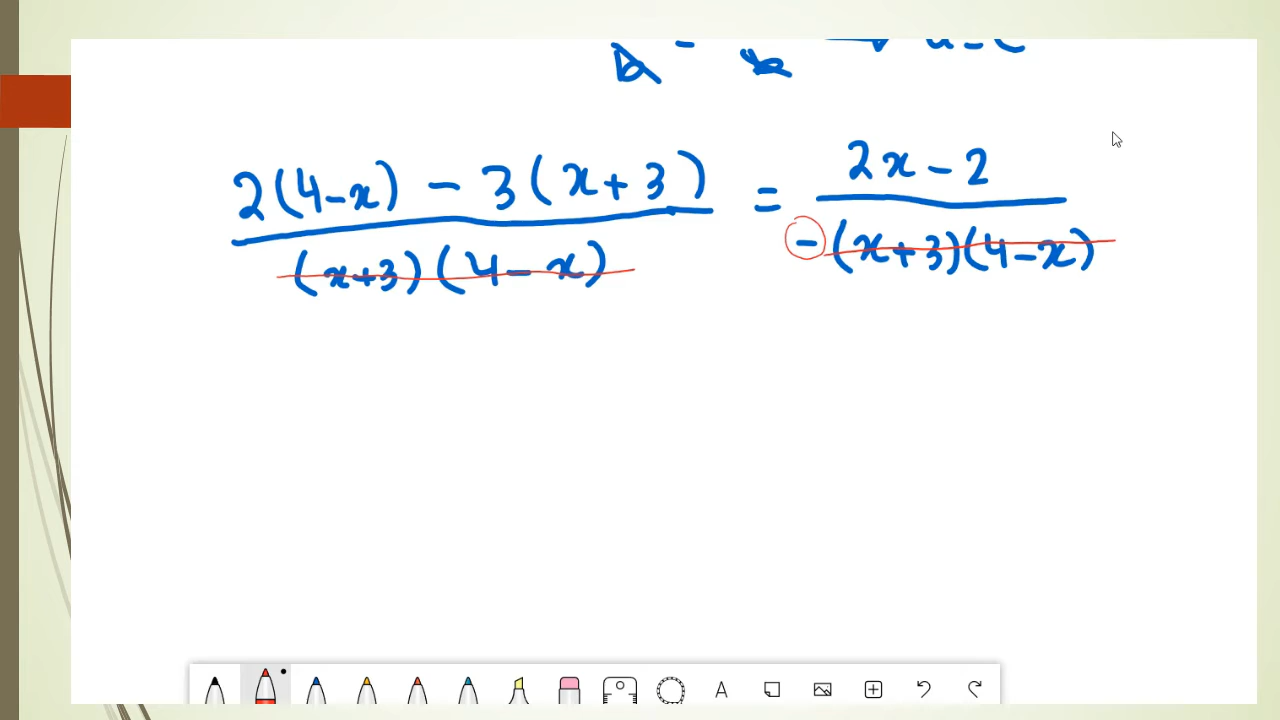 2(4-x) - 3(x+3) = 2x - 2
(x+3)(4-x) -(x+3)(4-x)
A